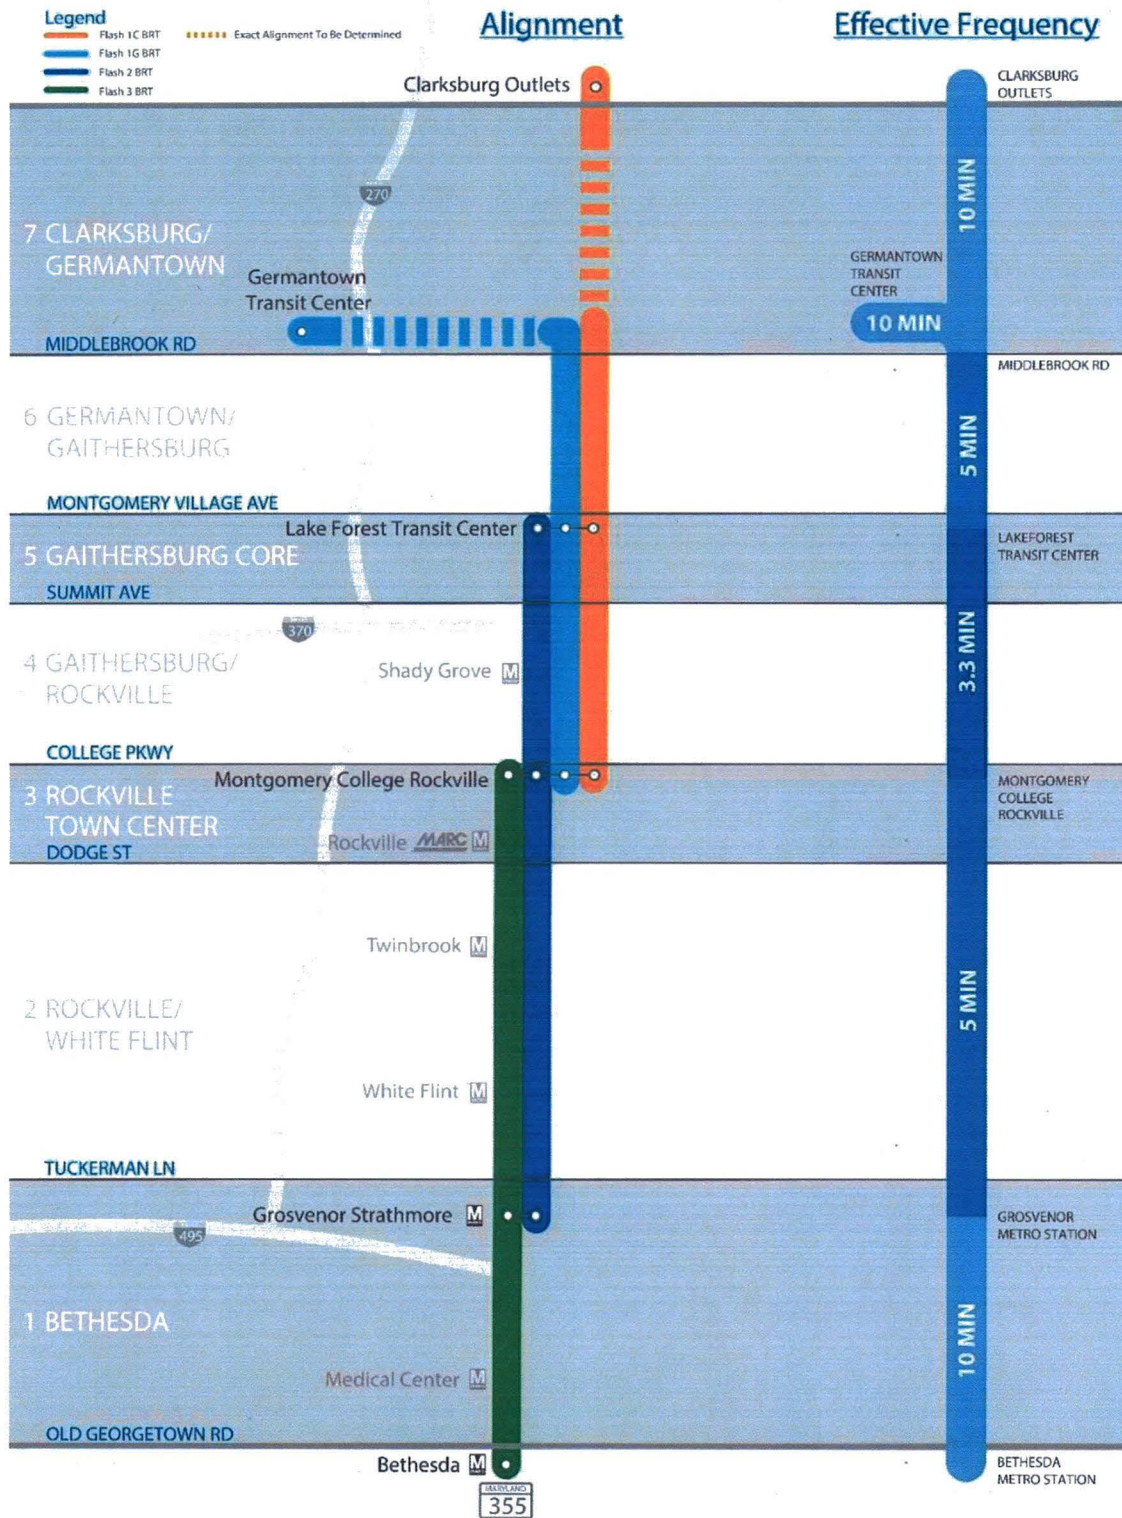 Legend
Flash 1C BRT
Exact Alignment To Be Determined
Flash 1G BRT
Flash 2 BRT
Flash 3 BRT
Alignment
Effective Frequency
Clarksburg Outlets
CLARKSBURG
OUTLETS
270
10 MIN
7 CLARKSBURG/
GERMANTOWN
Germantown
Transit Center
GERMANTOWN
TRANSIT
CENTER
10 MIN
MIDDLEBROOK RD
MIDDLEBROOK RD
6 GERMANTOWN/
GAITHERSBURG
5 MIN
MONTGOMERY VILLAGE AVE
Lake Forest Transit Center
LAKEFOREST
TRANSIT CENTER
5 GAITHERSBURG CORE
SUMMIT AVE
370
4 GAITHERSBURG/
ROCKVILLE
Shady Grove M
3.3 MIN
COLLEGE PKWY
Montgomery College Rockville
MONTGOMERY
COLLEGE
ROCKVILLE
3 ROCKVILLE
TOWN CENTER
Rockville MARC M
DODGE ST
Twinbrook M
2 ROCKVILLE/
WHITE FLINT
5 MIN
White Flint M
TUCKERMAN LN
Grosvenor Strathmore M
GROSVENOR
METRO STATION
495
1 BETHESDA
10 MIN
Medical Center M
OLD GEORGETOWN RD
Bethesda M
BETHESDA
METRO STATION
MARYLAND
355